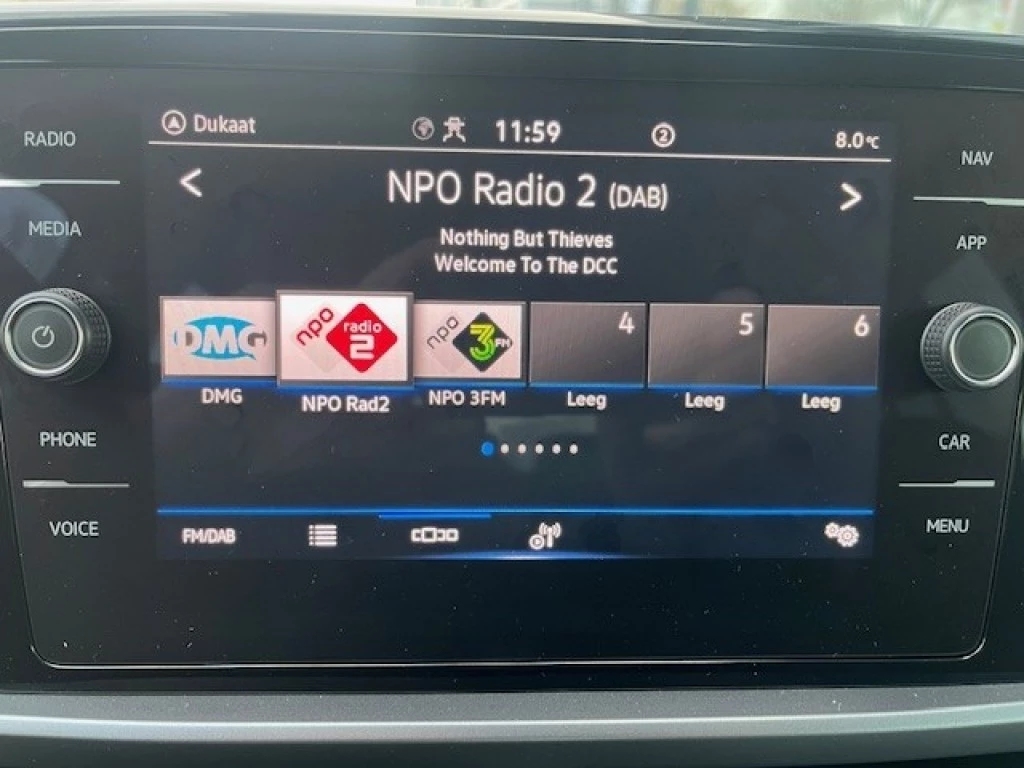 RADIO
MEDIA
PHONE
VOICE
Dukaat
11:59
2
8.0°C
< NPO Radio 2 (DAB) >
Nothing But Thieves
Welcome To The DCC
DMG
npo radio 2
npo 3FM
4
5
6
DMG
NPO Rad2
NPO 3FM
Leeg
Leeg
Leeg
FM/DAB
NAV
APP
CAR
MENU